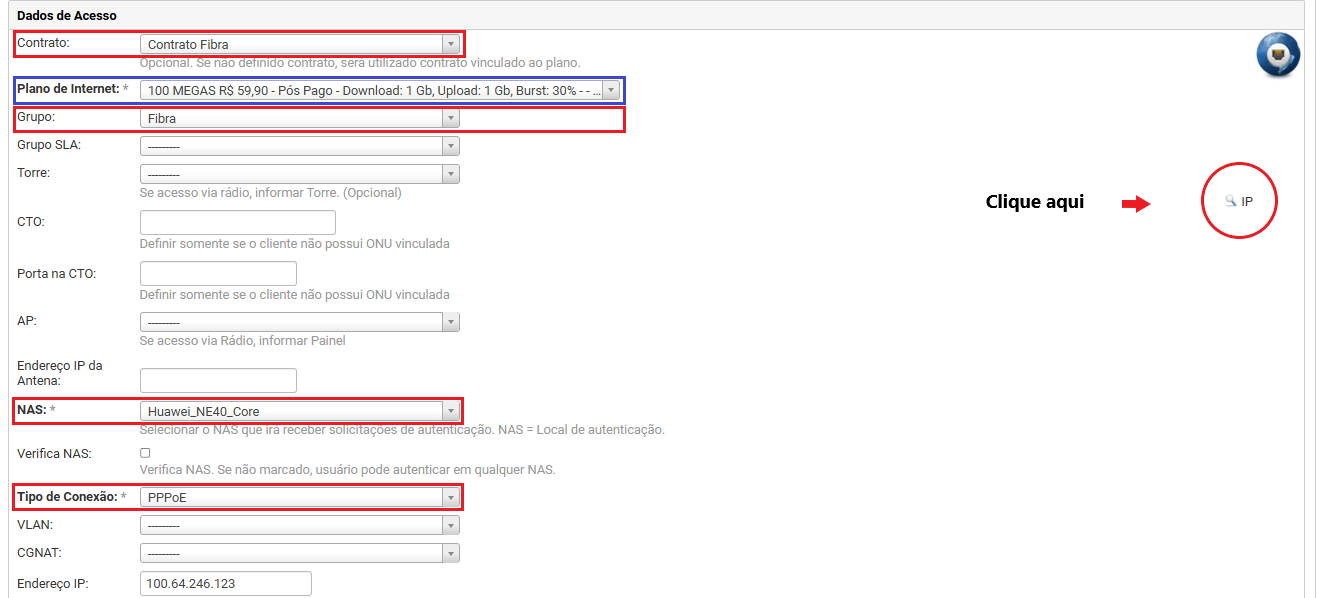 Dados de Acesso
Contrato: Contrato Fibra
Opcional. Se não definido contrato, será utilizado contrato vinculado ao plano.
Plano de Internet: * 100 MEGAS R$ 59,90 - Pós Pago - Download: 1 Gb, Upload: 1 Gb, Burst: 30% - - ...
Grupo: Fibra
Grupo SLA: ---------
Torre: ---------
Se acesso via rádio, informar Torre. (Opcional)
Clique aqui
IP
CTO:
Definir somente se o cliente não possui ONU vinculada
Porta na CTO:
Definir somente se o cliente não possui ONU vinculada
AP: ---------
Se acesso via Rádio, informar Painel
Endereço IP da
Antena:
NAS: * Huawei_NE40_Core
Selecionar o NAS que irá receber solicitações de autenticação. NAS = Local de autenticação.
Verifica NAS:
Verifica NAS. Se não marcado, usuário pode autenticar em qualquer NAS.
Tipo de Conexão: * PPPoE
VLAN: ---------
CGNAT: ---------
Endereço IP: 100.64.246.123